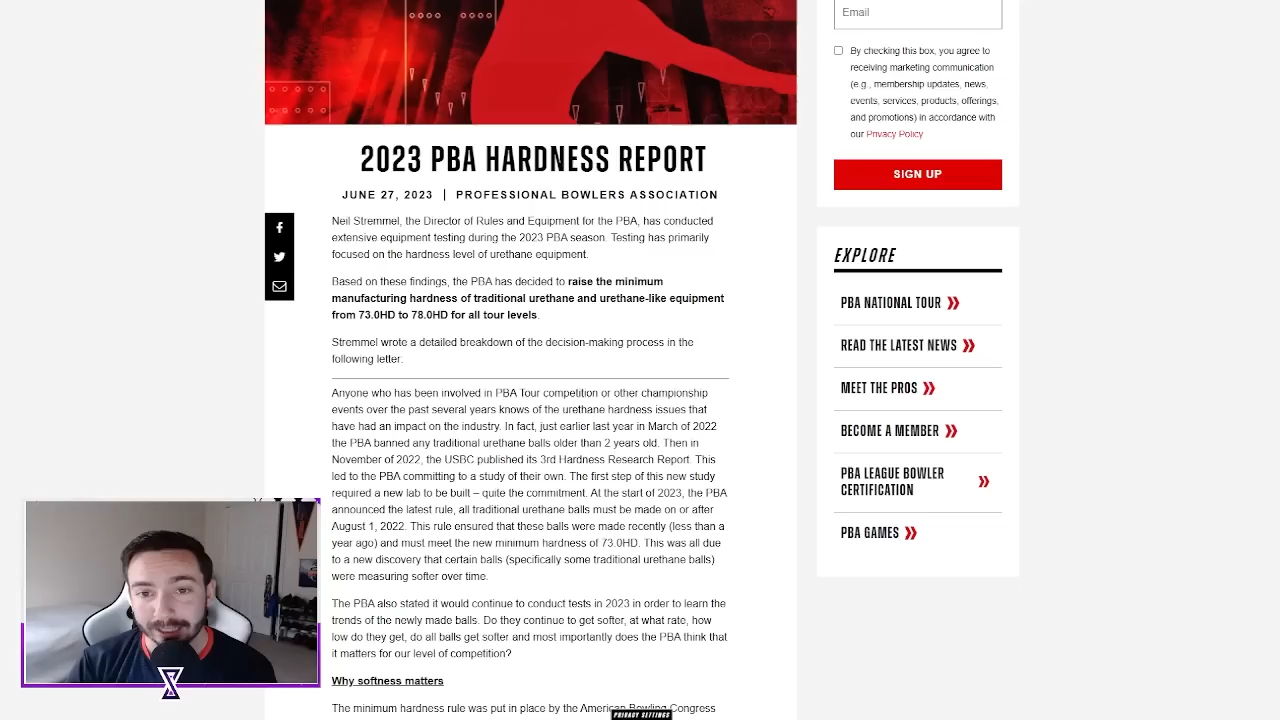 Email
By checking this box, you agree to
receiving marketing communication
(e.g., membership updates, news,
events, services, products, offerings,
and promotions) in accordance with
our Privacy Policy
SIGN UP
2023 PBA HARDNESS REPORT
JUNE 27, 2023 | PROFESSIONAL BOWLERS ASSOCIATION
Neil Stremmel, the Director of Rules and Equipment for the PBA, has conducted
extensive equipment testing during the 2023 PBA season. Testing has primarily
focused on the hardness level of urethane equipment.
Based on these findings, the PBA has decided to raise the minimum
manufacturing hardness of traditional urethane and urethane-like equipment
from 73.0HD to 78.0HD for all tour levels.
Stremmel wrote a detailed breakdown of the decision-making process in the
following letter.
Anyone who has been involved in PBA Tour competition or other championship
events over the past several years knows of the urethane hardness issues that
have had an impact on the industry. In fact, just earlier last year in March of 2022
the PBA banned any traditional urethane balls older than 2 years old. Then in
November of 2022, the USBC published its 3rd Hardness Research Report. This
led to the PBA committing to a study of their own. The first step of this new study
required a new lab to be built – quite the commitment. At the start of 2023, the PBA
announced the latest rule, all traditional urethane balls must be made on or after
August 1, 2022. This rule ensured that these balls were made recently (less than a
year ago) and must meet the new minimum hardness of 73.0HD. This was all due
to a new discovery that certain balls (specifically some traditional urethane balls)
were measuring softer over time.
The PBA also stated it would continue to conduct tests in 2023 in order to learn the
trends of the newly made balls. Do they continue to get softer, at what rate, how
low do they get, do all balls get softer and most importantly does the PBA think that
it matters for our level of competition?
Why softness matters
The minimum hardness rule was put in place by the American Bowling Congress
PRIVACY SETTINGS
EXPLORE
PBA NATIONAL TOUR
READ THE LATEST NEWS
MEET THE PROS
BECOME A MEMBER
PBA LEAGUE BOWLER
CERTIFICATION
PBA GAMES